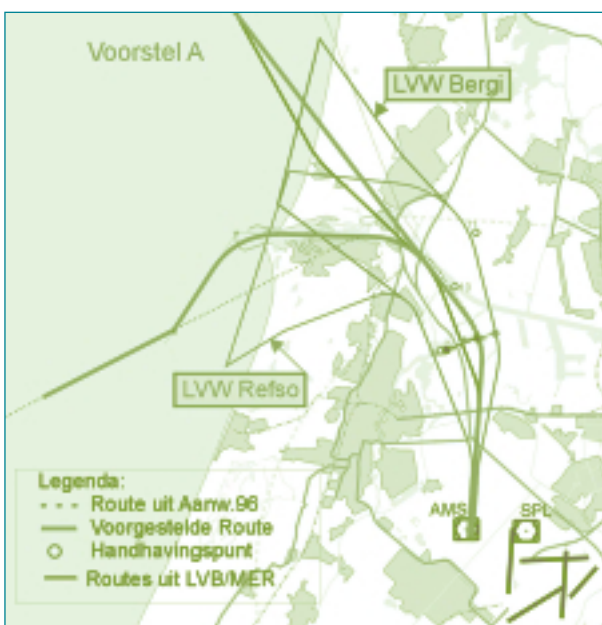 Voorstel A
LVW Bergi
LVW Refso
AMS
SPL
Legenda:
Route uit Aanw.96
Voorgestelde Route
Handhavingspunt
Routes uit LVB/MER